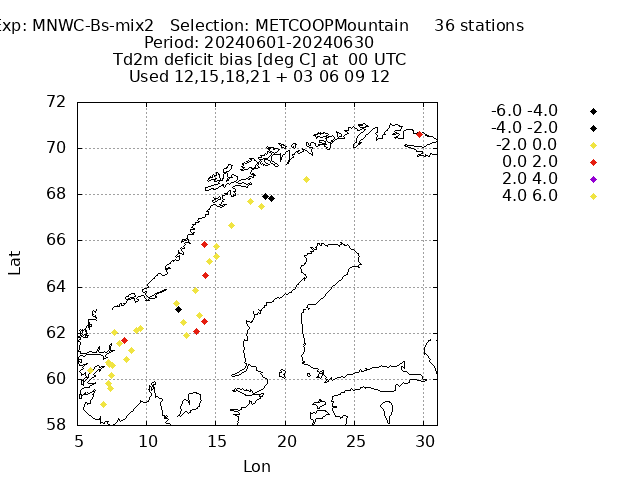 Exp: MNWC-Bs-mix2 Selection: METCOOPMountain 36 stations
Period: 20240601-20240630
Td2m deficit bias [deg C] at 00 UTC
Used 12,15,18,21 + 03 06 09 12
72
70
68
66
64
62
60
58
Lat
5 10 15 20 25 30
Lon
-6.0 -4.0
-4.0 -2.0
-2.0 0.0
0.0 2.0
2.0 4.0
4.0 6.0